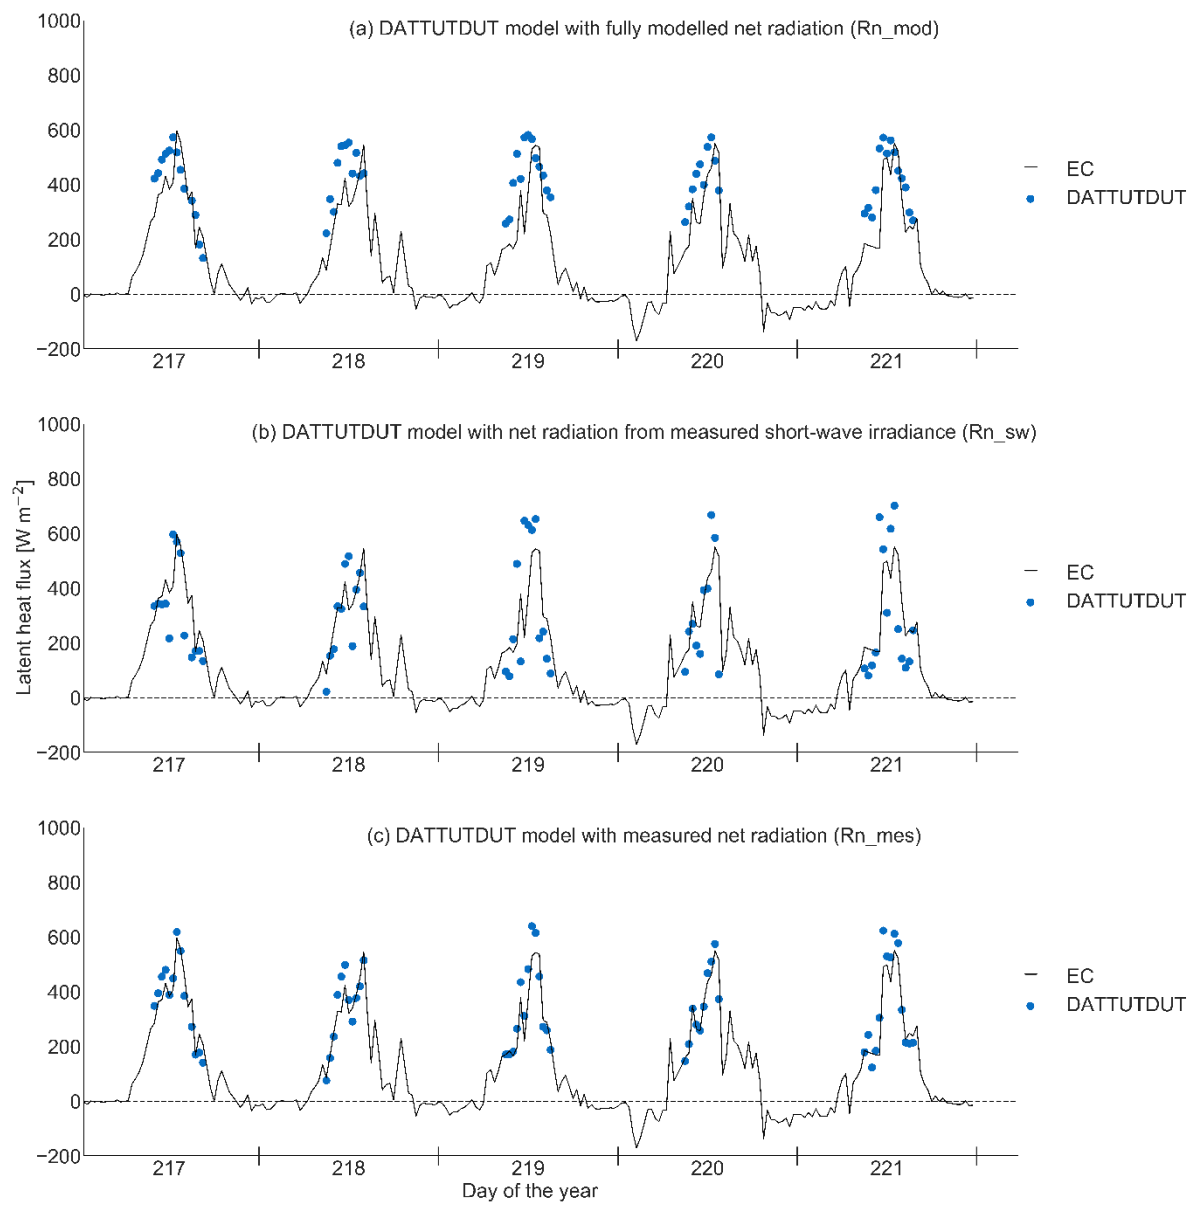 (a) DATTUTDUT model with fully modelled net radiation (Rn_mod)
1000
800
600
400
200
0
−200
217 218 219 220 221
EC
DATTUTDUT
(b) DATTUTDUT model with net radiation from measured short-wave irradiance (Rn_sw)
Latent heat flux [W m−2]
1000
800
600
400
200
0
−200
217 218 219 220 221
EC
DATTUTDUT
(c) DATTUTDUT model with measured net radiation (Rn_mes)
1000
800
600
400
200
0
−200
217 218 219 220 221
EC
DATTUTDUT
Day of the year